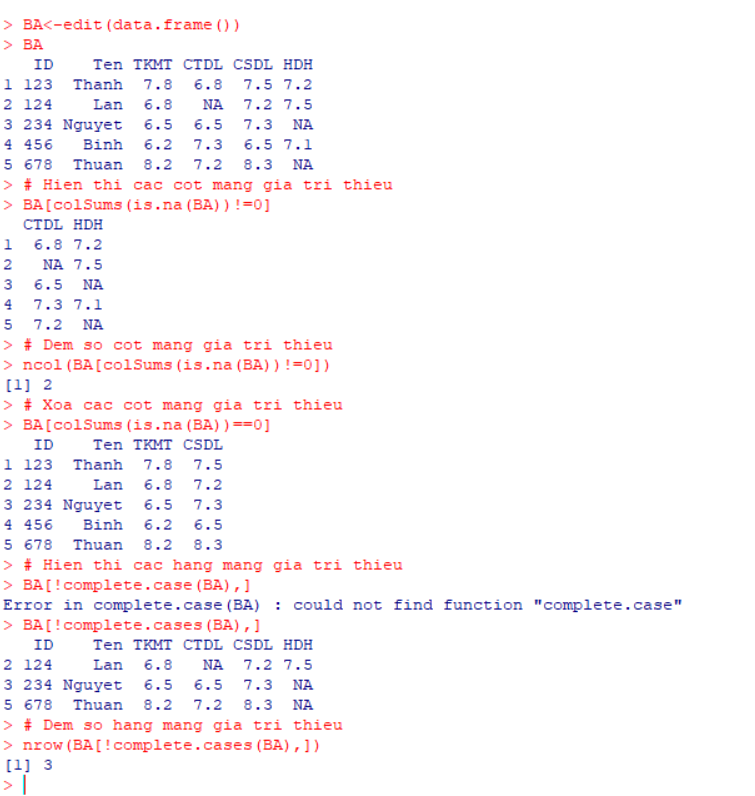 > BA<-edit(data.frame())
> BA
   ID    Ten TKMT CTDL CSDL HDH
1 123  Thanh  7.8  6.8  7.5 7.2
2 124    Lan  6.8   NA  7.2 7.5
3 234 Nguyet  6.5  6.5  7.3  NA
4 456   Binh  6.2  7.3  6.5 7.1
5 678  Thuan  8.2  7.2  8.3  NA
> # Hien thi cac cot mang gia tri thieu
> BA[colSums(is.na(BA))!=0]
  CTDL HDH
1  6.8 7.2
2   NA 7.5
3  6.5  NA
4  7.3 7.1
5  7.2  NA
> # Dem so cot mang gia tri thieu
> ncol(BA[colSums(is.na(BA))!=0])
[1] 2
> # Xoa cac cot mang gia tri thieu
> BA[colSums(is.na(BA))==0]
   ID    Ten TKMT CSDL
1 123  Thanh  7.8  7.5
2 124    Lan  6.8  7.2
3 234 Nguyet  6.5  7.3
4 456   Binh  6.2  6.5
5 678  Thuan  8.2  8.3
> # Hien thi cac hang mang gia tri thieu
> BA[!complete.case(BA),]
Error in complete.case(BA) : could not find function "complete.case"
> BA[!complete.cases(BA),]
   ID    Ten TKMT CTDL CSDL HDH
2 124    Lan  6.8   NA  7.2 7.5
3 234 Nguyet  6.5  6.5  7.3  NA
5 678  Thuan  8.2  7.2  8.3  NA
> # Dem so hang mang gia tri thieu
> nrow(BA[!complete.cases(BA),])
[1] 3
>